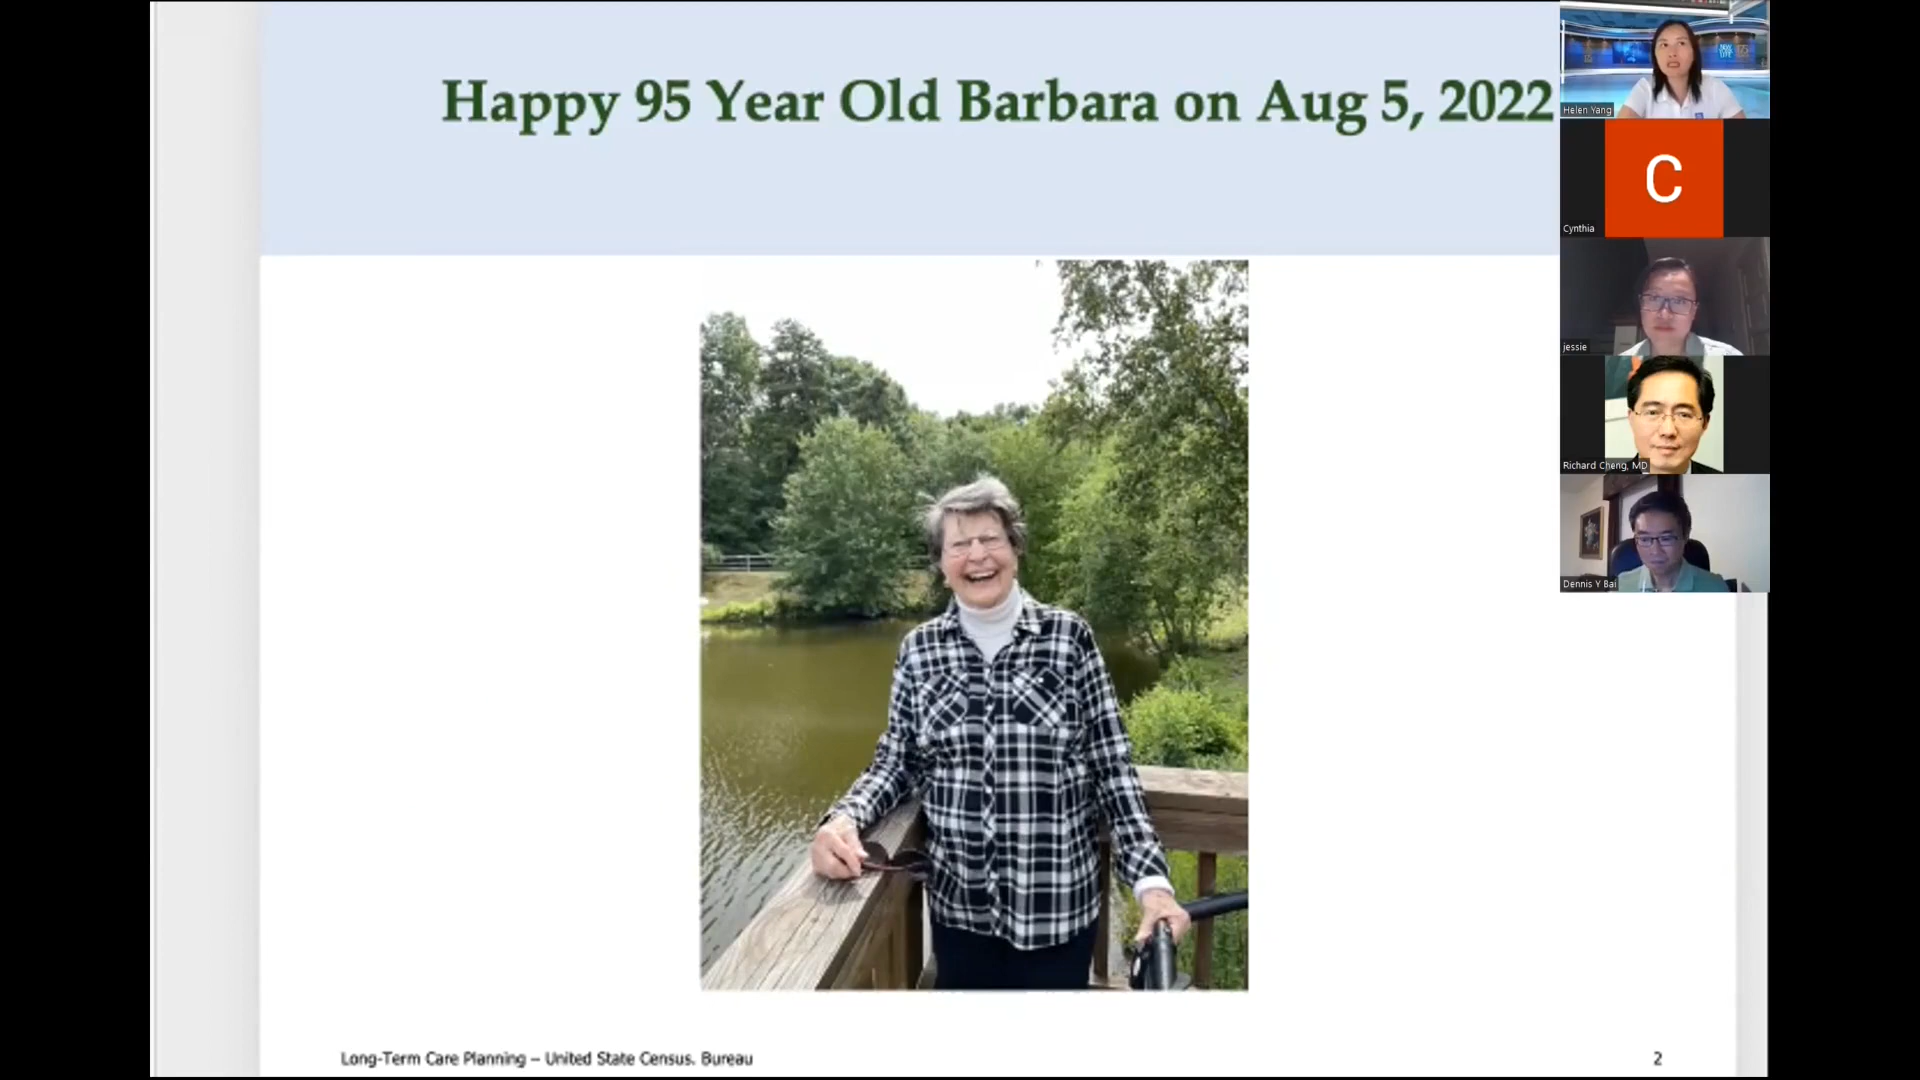 Happy 95 Year Old Barbara on Aug 5, 2022
Helen Yang
C
Cynthia
jessie
Richard Cheng, MD
Dennis Y Bai
Long-Term Care Planning – United State Census. Bureau
2